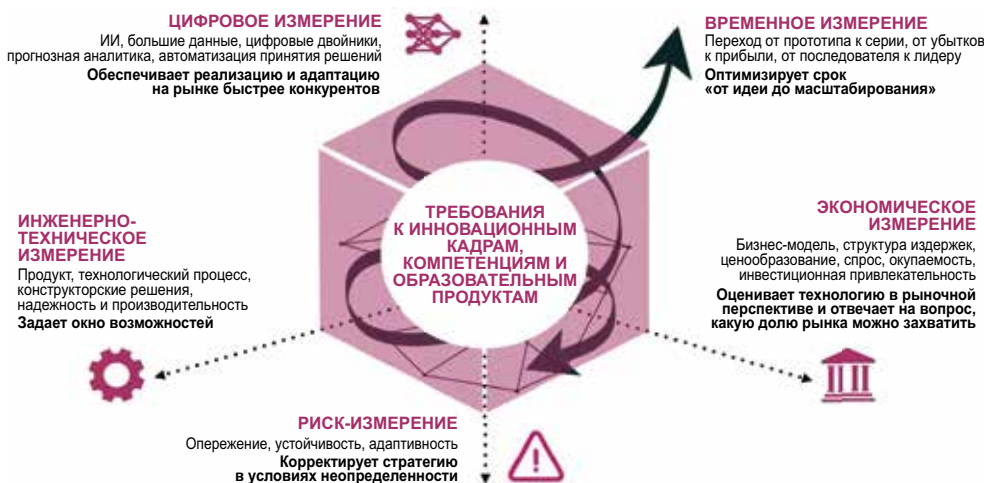 ЦИФРОВОЕ ИЗМЕРЕНИЕ
ИИ, большие данные, цифровые двойники,
прогнозная аналитика, автоматизация принятия решений
Обеспечивает реализацию и адаптацию
на рынке быстрее конкурентов
ВРЕМЕННОЕ ИЗМЕРЕНИЕ
Переход от прототипа к серии, от убытков
к прибыли, от последователя к лидеру
Оптимизирует срок
«от идеи до масштабирования»
ИНЖЕНЕРНО-
ТЕХНИЧЕСКОЕ
ИЗМЕРЕНИЕ
Продукт, технологический процесс,
конструкторские решения,
надежность и производительность
Задает окно возможностей
ТРЕБОВАНИЯ
К ИННОВАЦИОННЫМ
КАДРАМ,
КОМПЕТЕНЦИЯМ И
ОБРАЗОВАТЕЛЬНЫМ
ПРОДУКТАМ
ЭКОНОМИЧЕСКОЕ
ИЗМЕРЕНИЕ
Бизнес-модель, структура издержек,
ценообразование, спрос, окупаемость,
инвестиционная привлекательность
Оценивает технологию в рыночной
перспективе и отвечает на вопрос,
какую долю рынка можно захватить
РИСК-ИЗМЕРЕНИЕ
Опережение, устойчивость, адаптивность
Корректирует стратегию
в условиях неопределенности